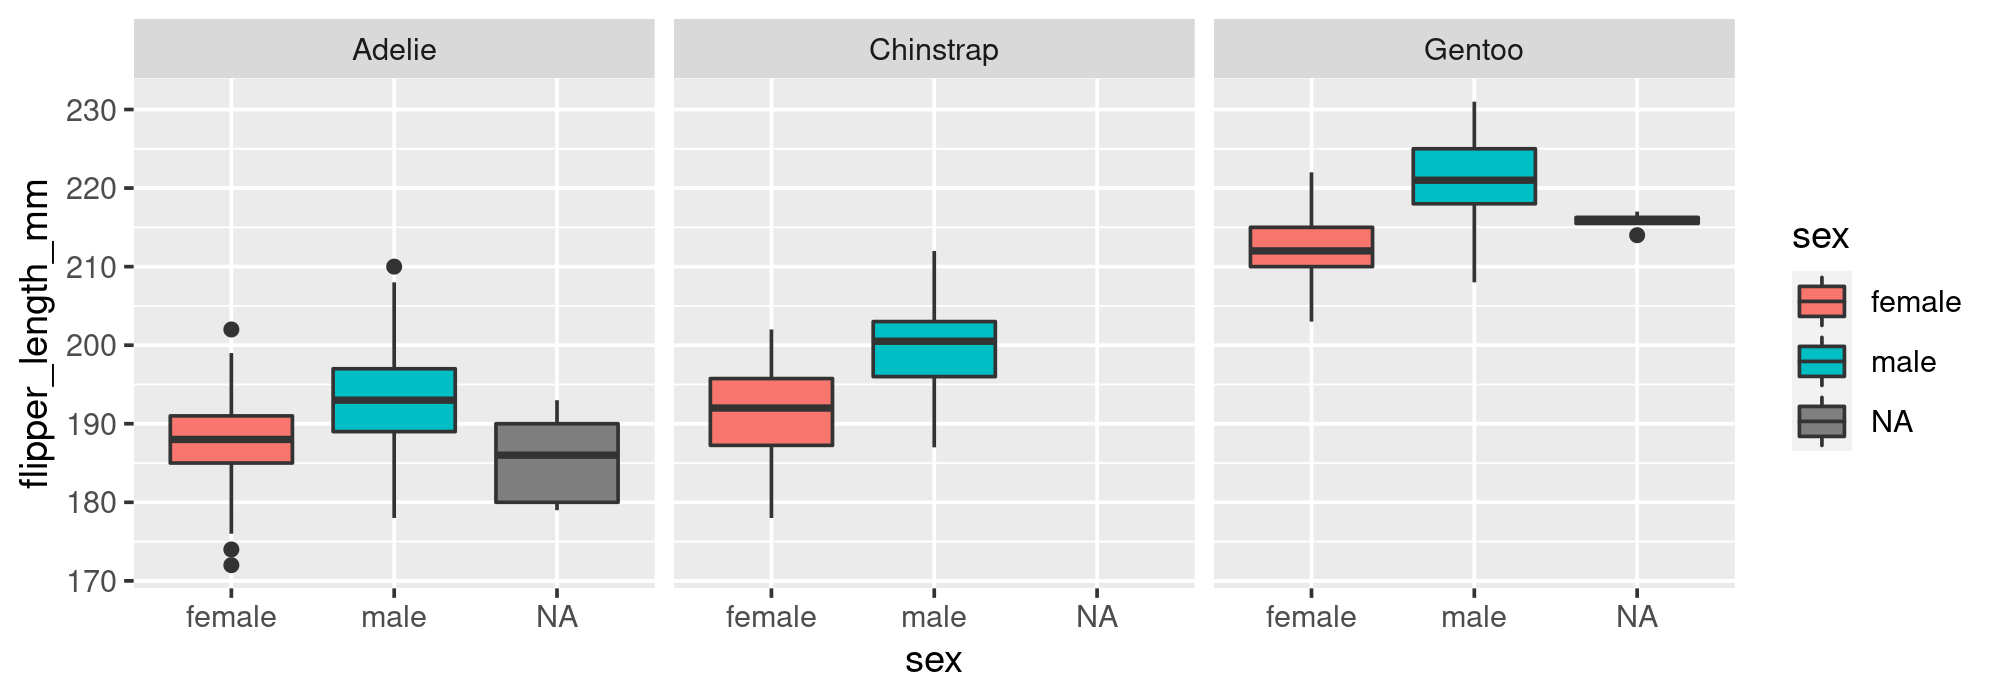 Adelie
Chinstrap
Gentoo
flipper_length_mm
230
220
210
200
190
180
170
female
male
NA
female
male
NA
female
male
NA
sex
sex
female
male
NA